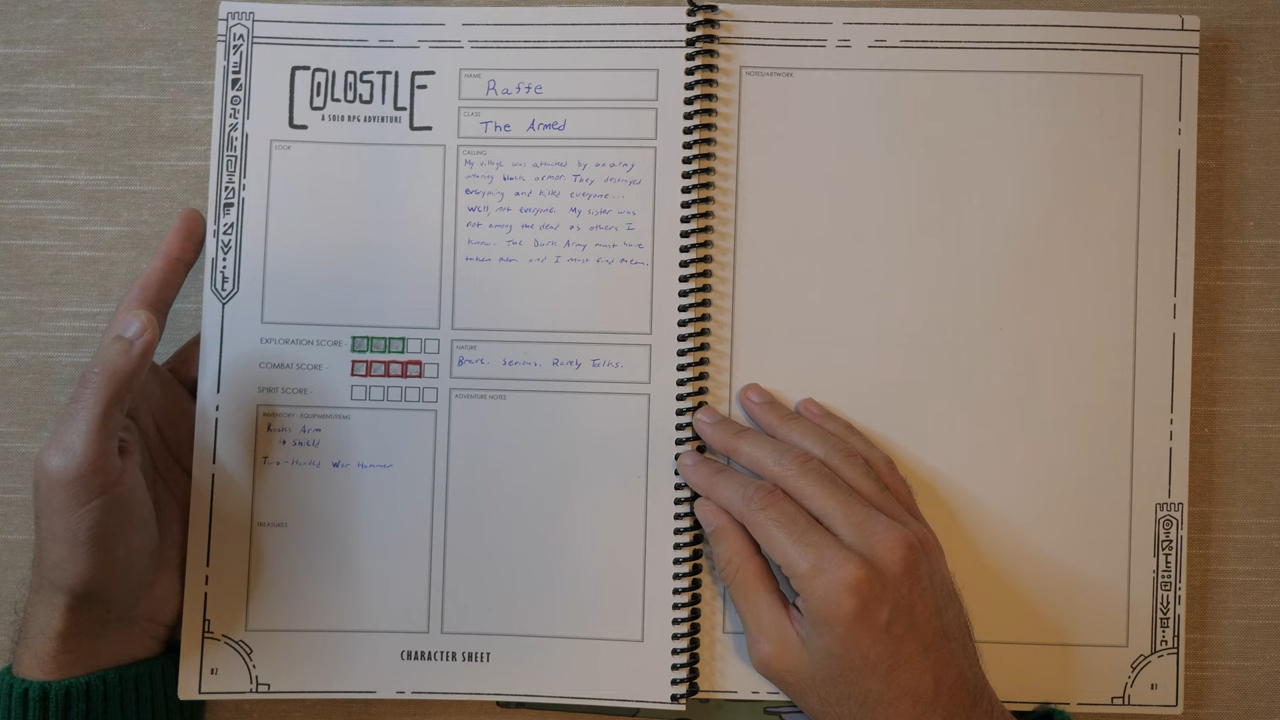 COLOSTLE
A SOLO RPG ADVENTURE
NAME
Raffe
CLASS
The Armed
LOOK
CALLING
My village was attacked by an army
wearing black armor. They destroyed
everything and killed everyone...
Well, not everyone. My sister was
not among the dead as others I
know. The Dark Army must have
taken them and I must find them.
EXPLORATION SCORE -
COMBAT SCORE -
SPIRIT SCORE -
NATURE
Brave. Serious. Rarely Talks.
INVENTORY - EQUIPMENT/ITEMS
Rooks Arm
↳ Shield
Two-Handed War Hammer
TREASURES
ADVENTURE NOTES
CHARACTER SHEET
82
NOTES/ARTWORK